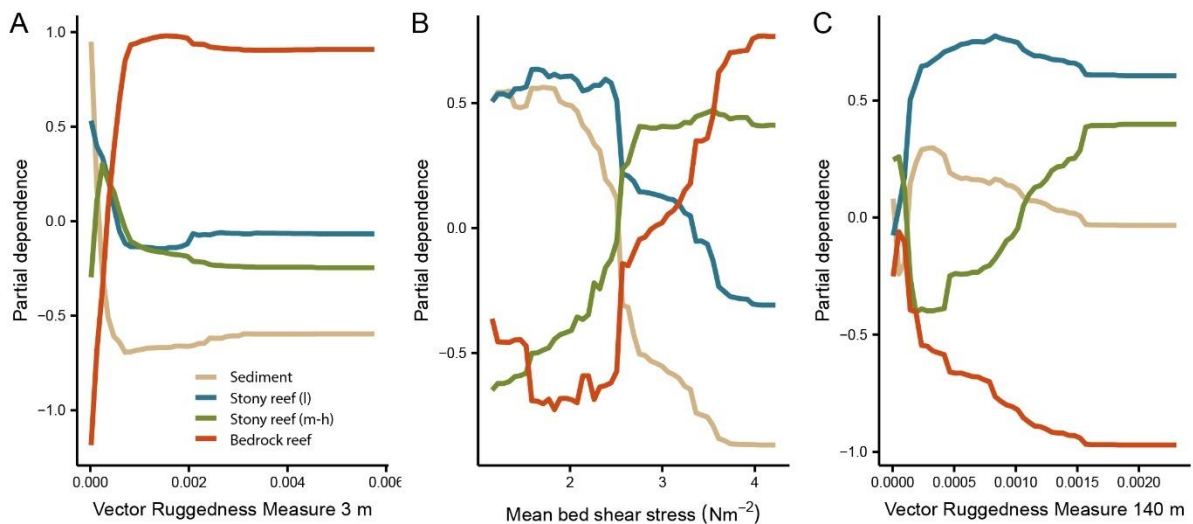 A
Partial dependence
1.0
0.5
0.0
−0.5
−1.0
Sediment
Stony reef (l)
Stony reef (m-h)
Bedrock reef
0.000 0.002 0.004 0.006
Vector Ruggedness Measure 3 m
B
Partial dependence
0.5
0.0
−0.5
2 3 4
Mean bed shear stress (Nm⁻²)
C
Partial dependence
0.5
0.0
−0.5
−1.0
0.0000 0.0005 0.0010 0.0015 0.0020
Vector Ruggedness Measure 140 m